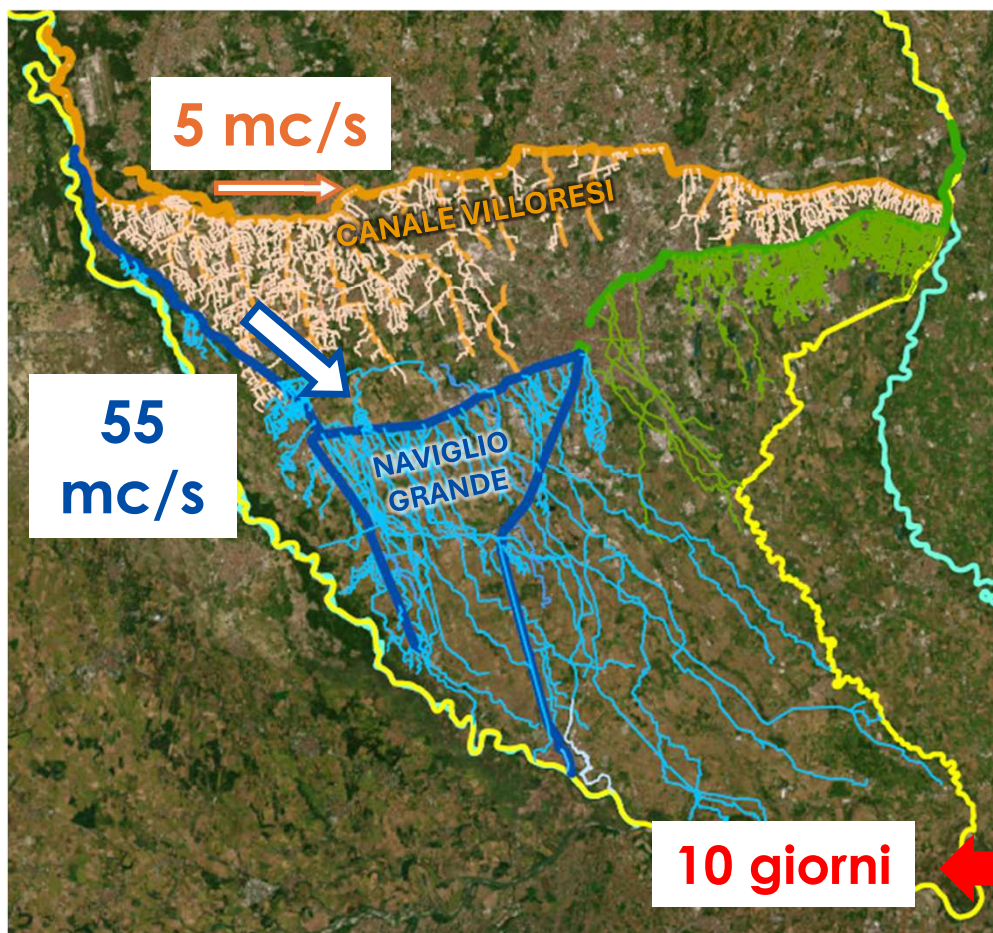 5 mc/s
CANALE VILLORESI
55
mc/s
NAVIGLIO
GRANDE
10 giorni